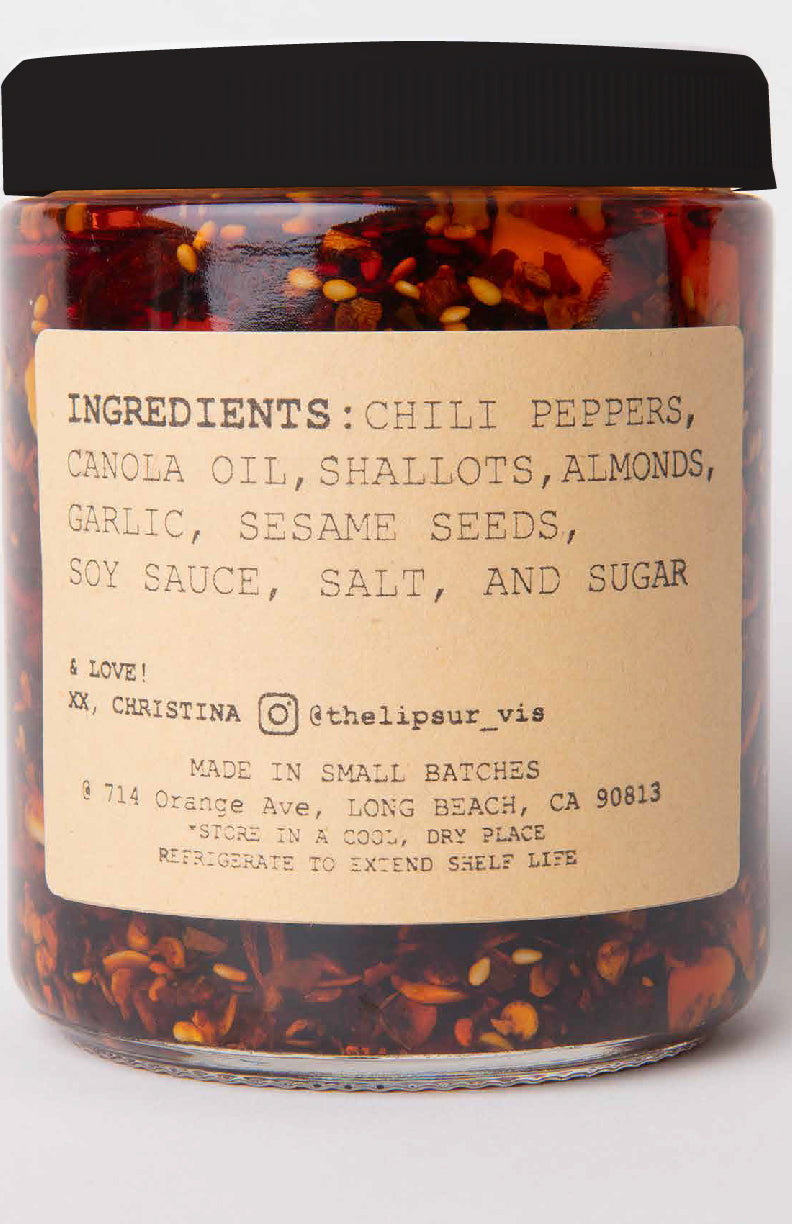 INGREDIENTS: CHILI PEPPERS,
CANOLA OIL, SHALLOTS, ALMONDS,
GARLIC, SESAME SEEDS,
SOY SAUCE, SALT, AND SUGAR
& LOVE!
XX, CHRISTINA @thelipsur_vis
MADE IN SMALL BATCHES
@ 714 Orange Ave, LONG BEACH, CA 90813
*STORE IN A COOL, DRY PLACE
REFRIGERATE TO EXTEND SHELF LIFE